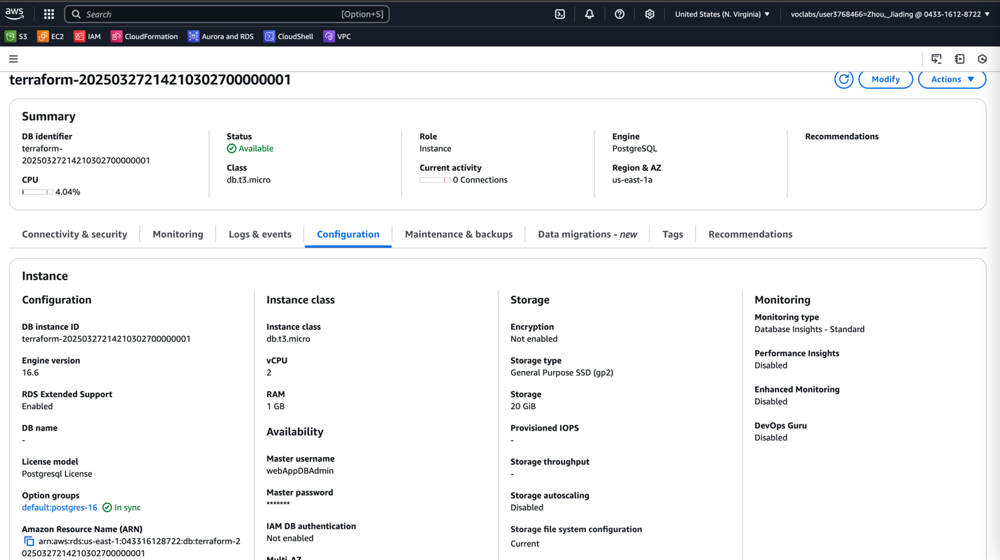 aws
Search
[Option+S]
United States (N. Virginia)
voclabs/user3768466=Zhou,_Jiading @ 0433-1612-8722
S3
EC2
IAM
CloudFormation
Aurora and RDS
CloudShell
VPC
terraform-20250327214210302700000001
Modify
Actions
Summary
DB identifier
terraform-
20250327214210302700000001
CPU
4.04%
Status
Available
Class
db.t3.micro
Role
Instance
Current activity
0 Connections
Engine
PostgreSQL
Region & AZ
us-east-1a
Recommendations
Connectivity & security
Monitoring
Logs & events
Configuration
Maintenance & backups
Data migrations - new
Tags
Recommendations
Instance
Configuration
DB instance ID
terraform-20250327214210302700000001
Engine version
16.6
RDS Extended Support
Enabled
DB name
-
License model
Postgresql License
Option groups
default:postgres-16 In sync
Amazon Resource Name (ARN)
arn:aws:rds:us-east-1:043316128722:db:terraform-2
0250327214210302700000001
Instance class
Instance class
db.t3.micro
vCPU
2
RAM
1 GB
Availability
Master username
webAppDBAdmin
Master password
*******
IAM DB authentication
Not enabled
Multi-AZ
Storage
Encryption
Not enabled
Storage type
General Purpose SSD (gp2)
Storage
20 GiB
Provisioned IOPS
-
Storage throughput
-
Storage autoscaling
Disabled
Storage file system configuration
Current
Monitoring
Monitoring type
Database Insights - Standard
Performance Insights
Disabled
Enhanced Monitoring
Disabled
DevOps Guru
Disabled